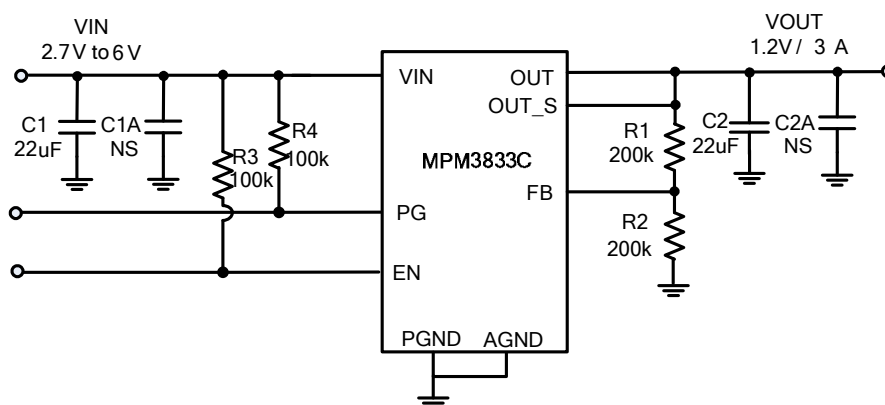 VIN
2.7V to 6V
VOUT
1.2V / 3 A
VIN
OUT
OUT_S
C1
22uF
C1A
NS
R4
100k
R3
100k
MPM3833C
R1
200k
C2
22uF
C2A
NS
FB
PG
R2
200k
EN
PGND
AGND